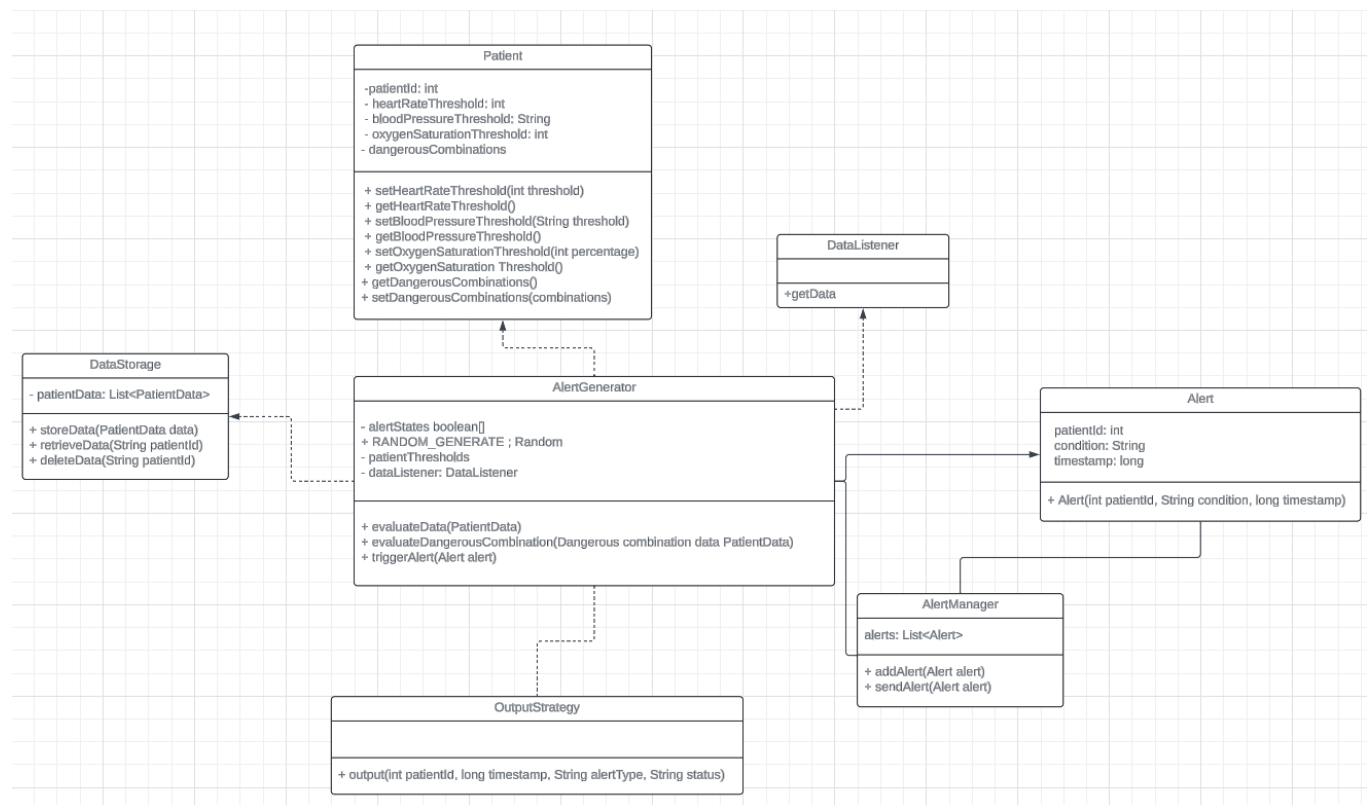 Patient
-patientId: int
- heartRateThreshold: int
- bloodPressureThreshold: String
- oxygenSaturationThreshold: int
- dangerousCombinations
+ setHeartRateThreshold(int threshold)
+ getHeartRateThreshold()
+ setBloodPressureThreshold(String threshold)
+ getBloodPressureThreshold()
+ setOxygenSaturationThreshold(int percentage)
+ getOxygenSaturation Threshold()
+ getDangerousCombinations()
+ setDangerousCombinations(combinations)
DataListener
+getData
DataStorage
- patientData: List<PatientData>
+ storeData(PatientData data)
+ retrieveData(String patientId)
+ deleteData(String patientId)
AlertGenerator
- alertStates boolean[]
+ RANDOM_GENERATE ; Random
- patientThresholds
- dataListener: DataListener
+ evaluateData(PatientData)
+ evaluateDangerousCombination(Dangerous combination data PatientData)
+ triggerAlert(Alert alert)
Alert
patientId: int
condition: String
timestamp: long
+ Alert(int patientId, String condition, long timestamp)
AlertManager
alerts: List<Alert>
+ addAlert(Alert alert)
+ sendAlert(Alert alert)
OutputStrategy
+ output(int patientId, long timestamp, String alertType, String status)